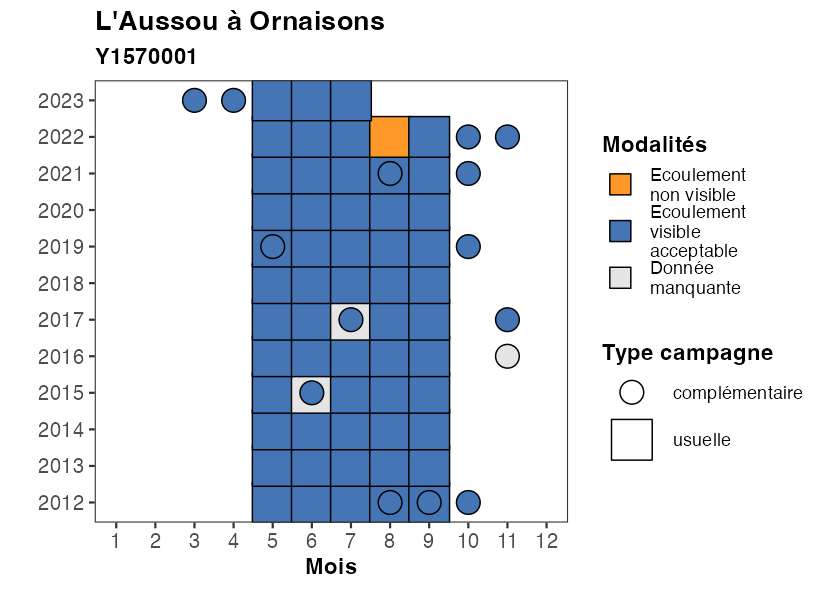 L'Aussou à Ornaisons
Y1570001
2023
2022
2021
2020
2019
2018
2017
2016
2015
2014
2013
2012
1 2 3 4 5 6 7 8 9 10 11 12
Mois
Modalités
Ecoulement
non visible
Ecoulement
visible
acceptable
Donnée
manquante
Type campagne
complémentaire
usuelle